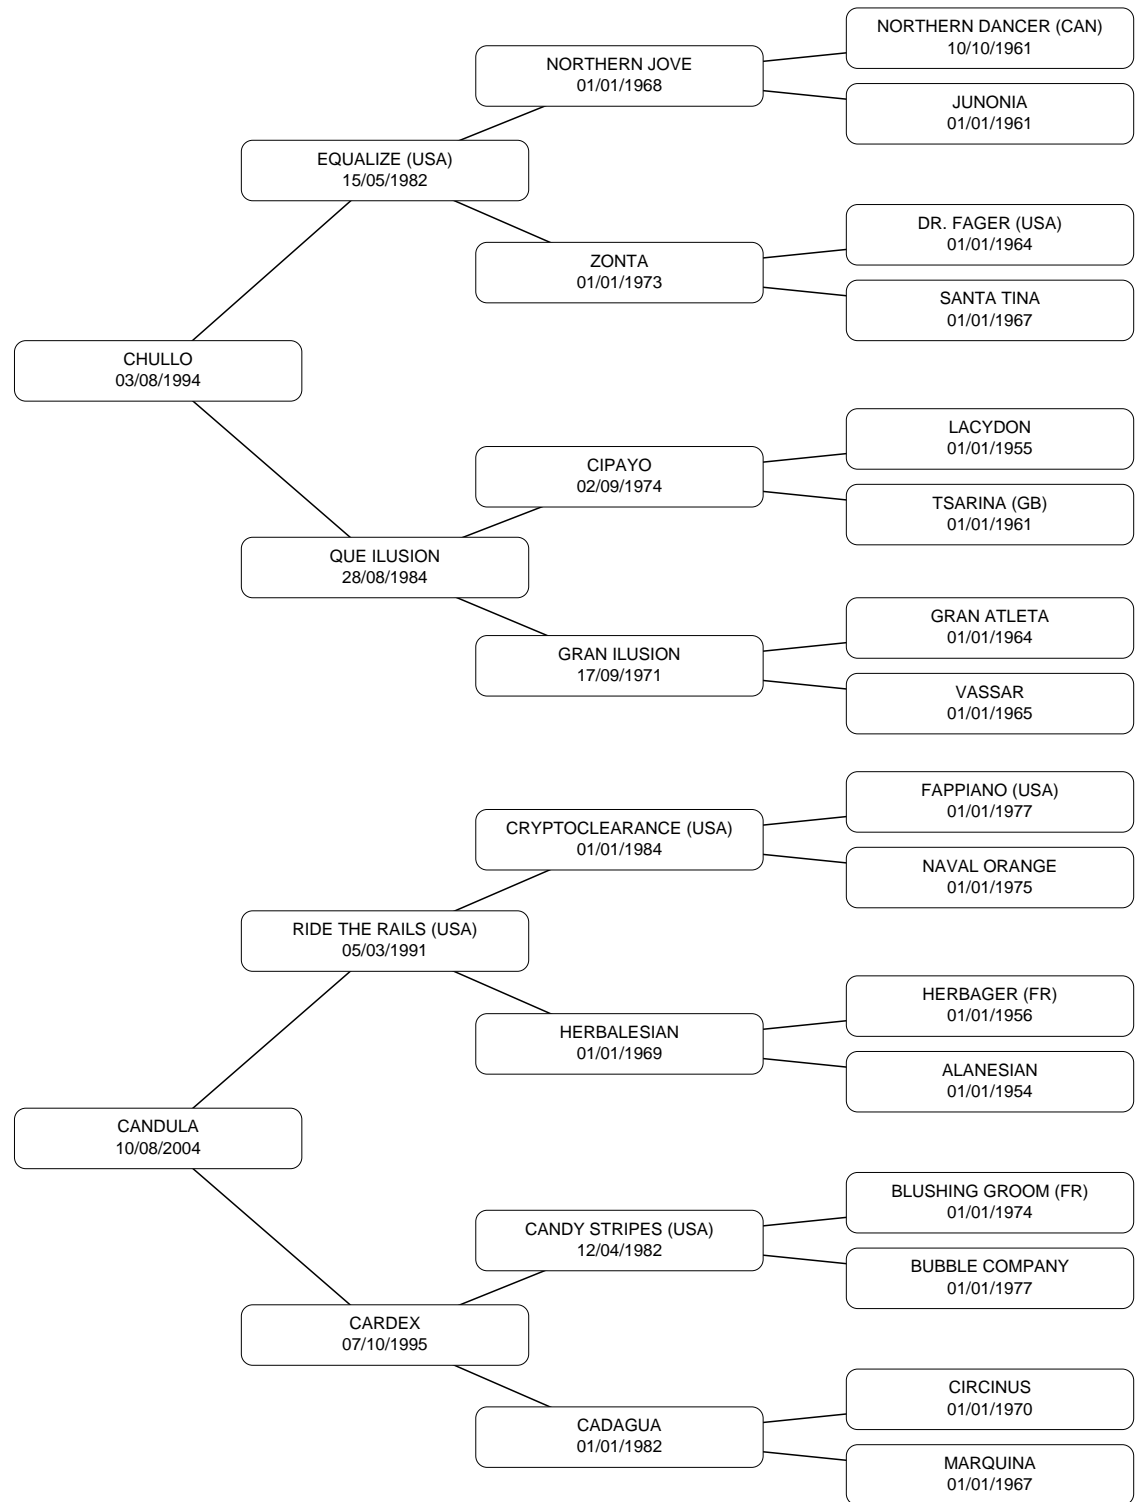 NORTHERN DANCER (CAN)
10/10/1961
NORTHERN JOVE
01/01/1968
JUNONIA
01/01/1961
EQUALIZE (USA)
15/05/1982
DR. FAGER (USA)
01/01/1964
ZONTA
01/01/1973
SANTA TINA
01/01/1967
CHULLO
03/08/1994
LACYDON
01/01/1955
CIPAYO
02/09/1974
TSARINA (GB)
01/01/1961
QUE ILUSION
28/08/1984
GRAN ATLETA
01/01/1964
GRAN ILUSION
17/09/1971
VASSAR
01/01/1965
FAPPIANO (USA)
01/01/1977
CRYPTOCLEARANCE (USA)
01/01/1984
NAVAL ORANGE
01/01/1975
RIDE THE RAILS (USA)
05/03/1991
HERBAGER (FR)
01/01/1956
HERBALESIAN
01/01/1969
ALANESIAN
01/01/1954
CANDULA
10/08/2004
BLUSHING GROOM (FR)
01/01/1974
CANDY STRIPES (USA)
12/04/1982
BUBBLE COMPANY
01/01/1977
CARDEX
07/10/1995
CIRCINUS
01/01/1970
CADAGUA
01/01/1982
MARQUINA
01/01/1967